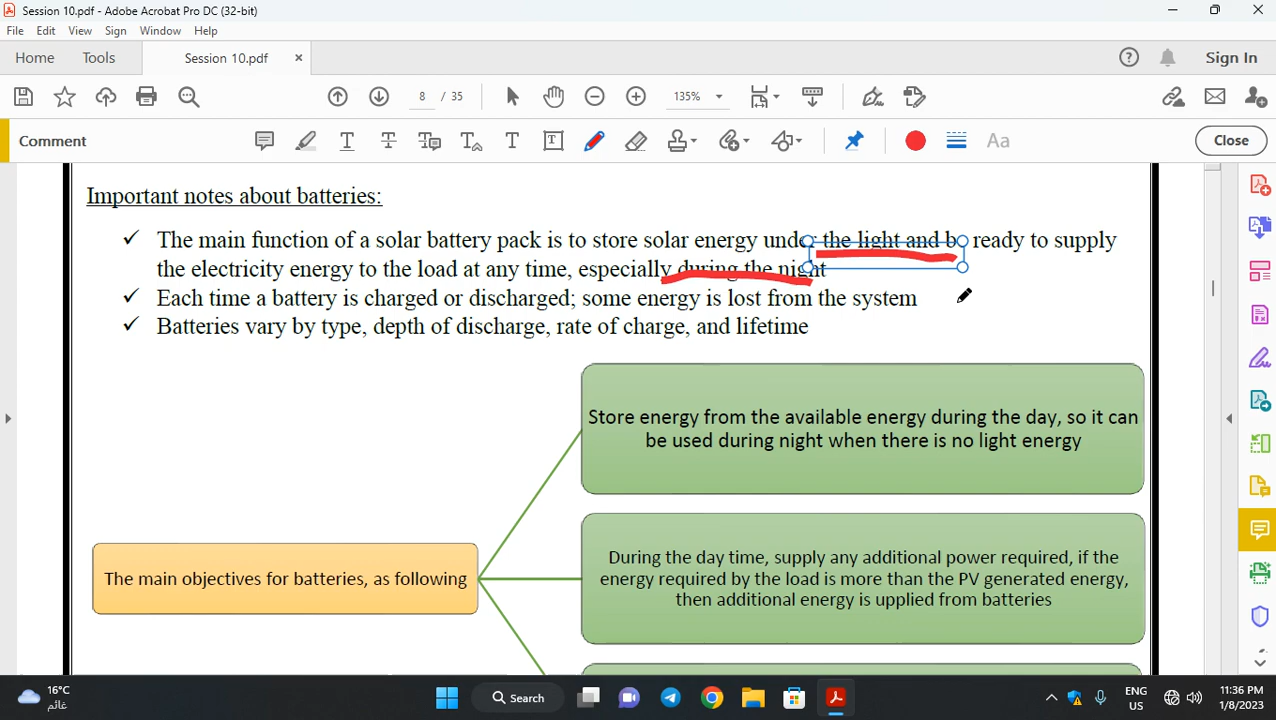 Session 10.pdf - Adobe Acrobat Pro DC (32-bit)
File Edit View Sign Window Help
Home Tools Session 10.pdf × Sign In
8 / 35 135%
Comment Aa Close
Important notes about batteries:
✓ The main function of a solar battery pack is to store solar energy under the light and be ready to supply
the electricity energy to the load at any time, especially during the night
✓ Each time a battery is charged or discharged; some energy is lost from the system
✓ Batteries vary by type, depth of discharge, rate of charge, and lifetime
Store energy from the available energy during the day, so it can
be used during night when there is no light energy
The main objectives for batteries, as following
During the day time, supply any additional power required, if the
energy required by the load is more than the PV generated energy,
then additional energy is upplied from batteries
16°C
غائم
Search
ENG
US
11:36 PM
1/8/2023